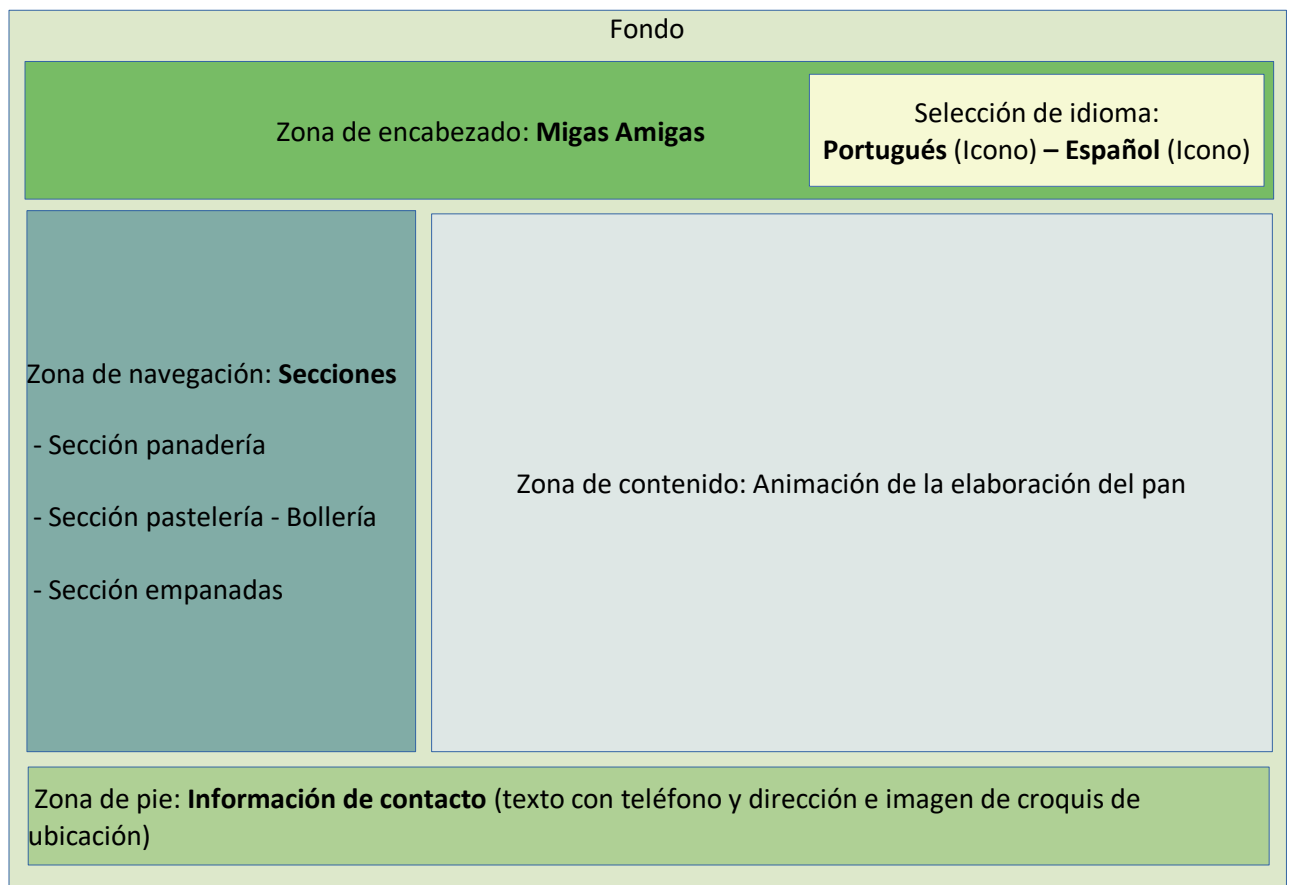 Fondo
Zona de encabezado: Migas Amigas
Selección de idioma:
Portugués (Icono) – Español (Icono)
Zona de navegación: Secciones
- Sección panadería
- Sección pastelería - Bollería
- Sección empanadas
Zona de contenido: Animación de la elaboración del pan
Zona de pie: Información de contacto (texto con teléfono y dirección e imagen de croquis de
ubicación)